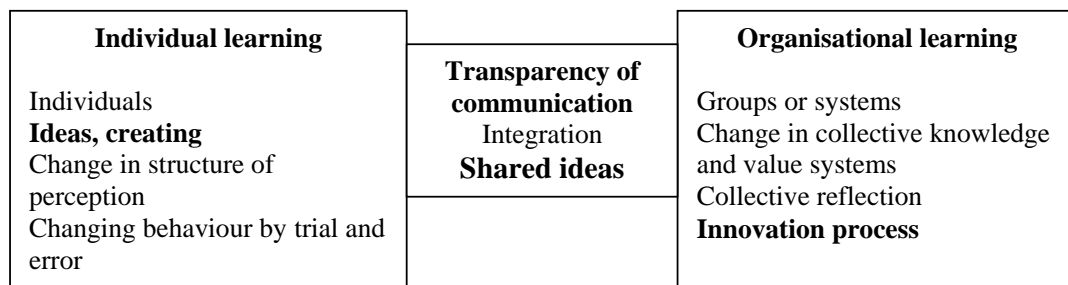 Individual learning
Individuals
Ideas, creating
Change in structure of
perception
Changing behaviour by trial and
error
Transparency of
communication
Integration
Shared ideas
Organisational learning
Groups or systems
Change in collective knowledge
and value systems
Collective reflection
Innovation process